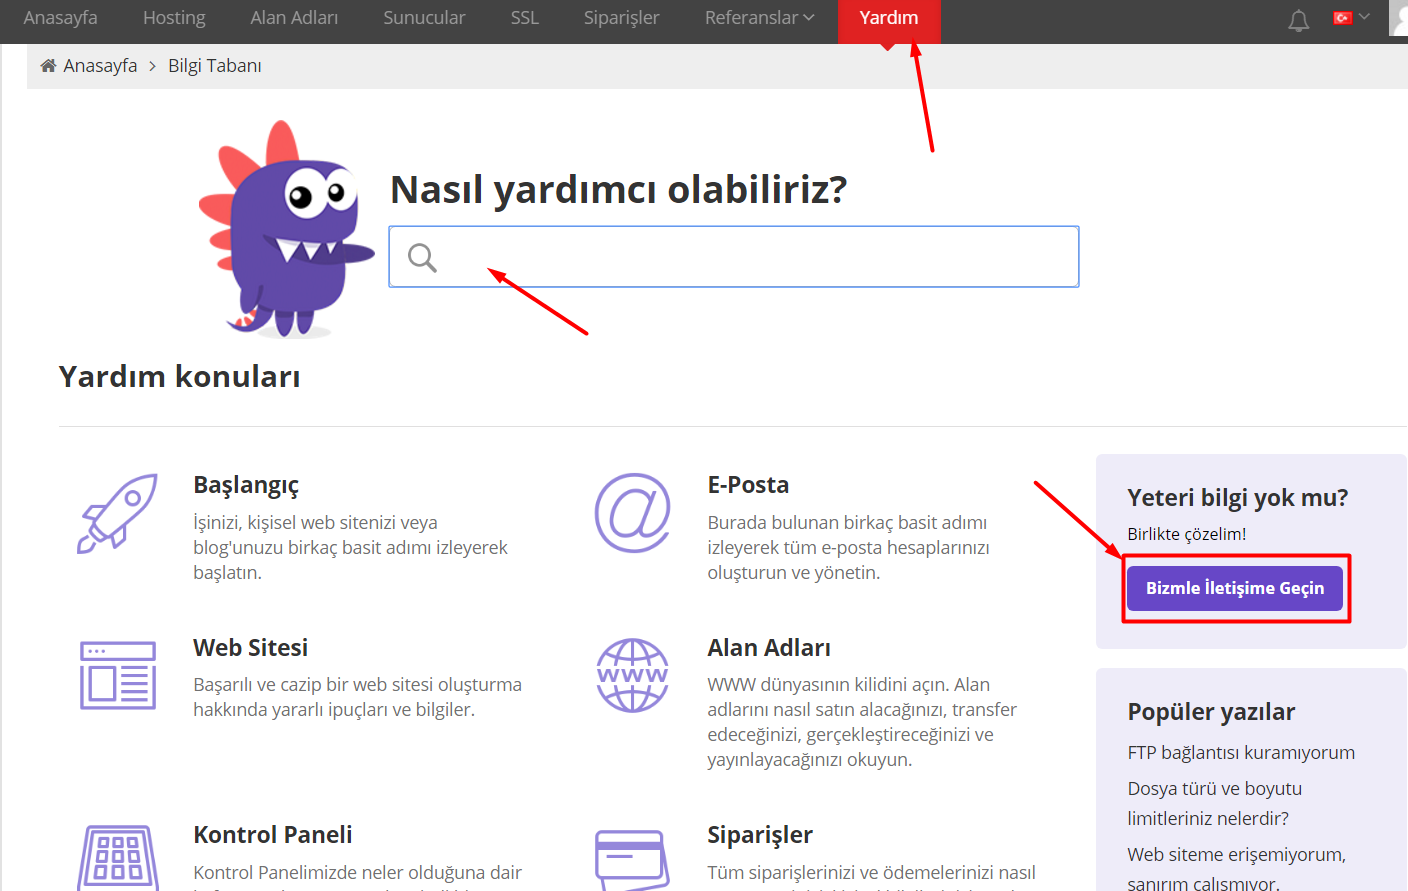 Anasayfa Hosting Alan Adları Sunucular SSL Siparişler Referanslar Yardım
Anasayfa > Bilgi Tabanı
Nasıl yardımcı olabiliriz?
Yardım konuları
Başlangıç
İşinizi, kişisel web sitenizi veya
blog'unuzu birkaç basit adımı izleyerek
başlatın.
E-Posta
Burada bulunan birkaç basit adımı
izleyerek tüm e-posta hesaplarınızı
oluşturun ve yönetin.
Web Sitesi
Başarılı ve cazip bir web sitesi oluşturma
hakkında yararlı ipuçları ve bilgiler.
WWW
Alan Adları
WWW dünyasının kilidini açın. Alan
adlarını nasıl satın alacağınızı, transfer
edeceğinizi, gerçekleştireceğinizi ve
yayınlayacağınızı okuyun.
Kontrol Paneli
Kontrol Panelimizde neler olduğuna dair
Siparişler
Tüm siparişlerinizi ve ödemelerinizi nasıl
Yeteri bilgi yok mu?
Birlikte çözelim!
Bizmle İletişime Geçin
Popüler yazılar
FTP bağlantısı kuramıyorum
Dosya türü ve boyutu
limitleriniz nelerdir?
Web siteme erişemiyorum,
sanırım çalışmıyor.